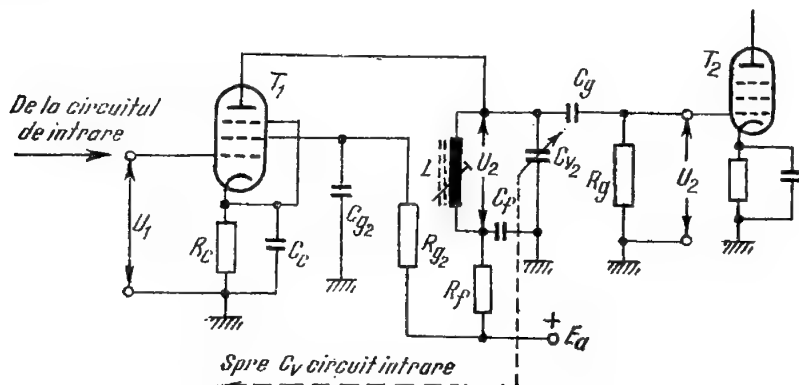 T1
T2
De la circuitul
de intrare
U1
Rc
Cc
Cg2
Rg2
L
U2
Cf
Rf
Cv2
Cg
Rg
U2
+
Ea
Spre Cv circuit intrare